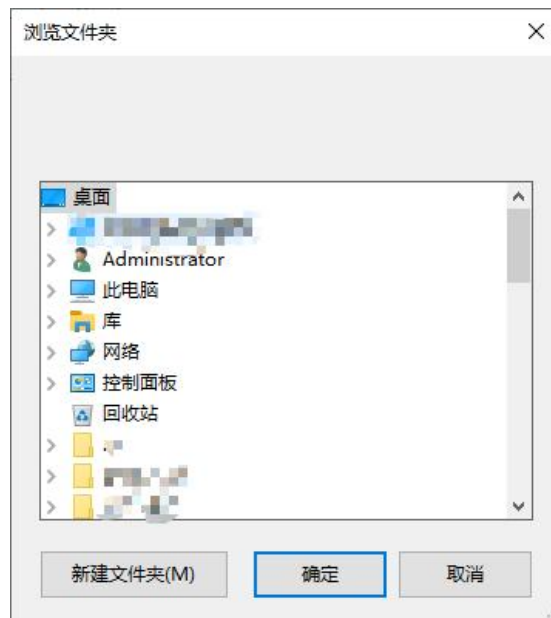 浏览文件夹
桌面
Administrator
此电脑
库
网络
控制面板
回收站
新建文件夹(M)
确定
取消